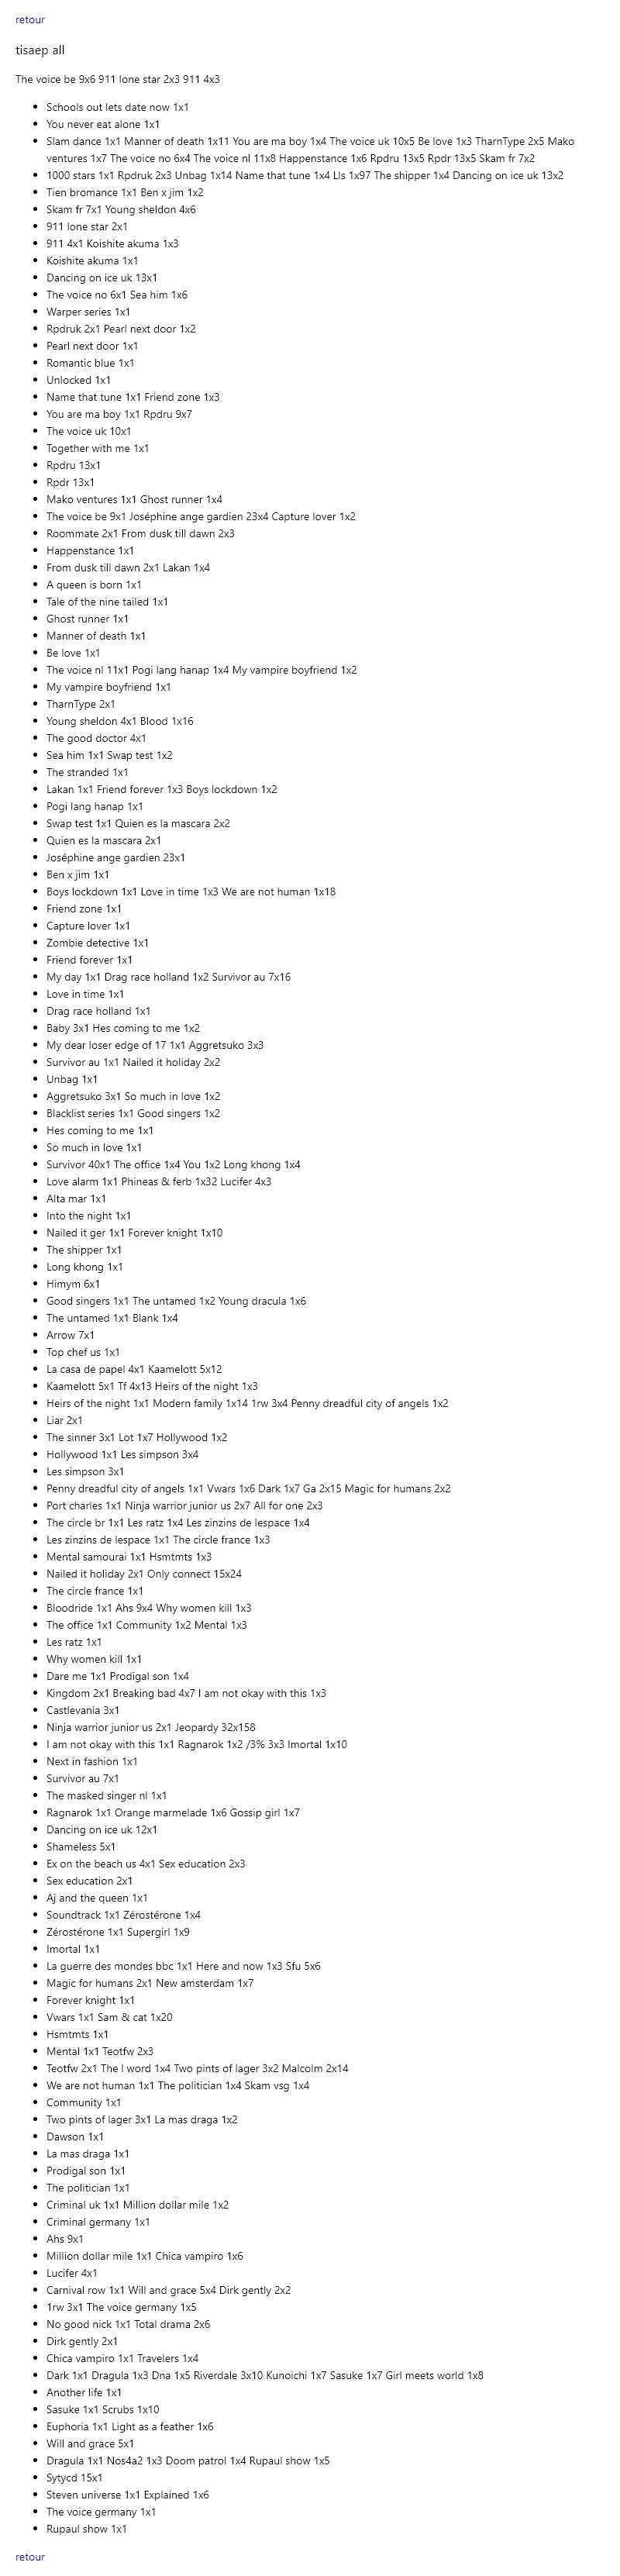 retour
tisaep all
The voice be 9x6 911 lone star 2x3 911 4x3
Schools out lets date now 1x1
You never eat alone 1x1
Slam dance 1x1 Manner of death 1x11 You are ma boy 1x4 The voice uk 10x5 Be love 1x3 TharnType 2x5 Mako
ventures 1x7 The voice no 6x4 The voice nl 11x8 Happenstance 1x6 Rpdru 13x5 Rpdr 13x5 Skam fr 7x2
1000 stars 1x1 Rpdruk 2x3 Unbag 1x14 Name that tune 1x4 Lls 1x97 The shipper 1x4 Dancing on ice uk 13x2
Tien bromance 1x1 Ben x jim 1x2
Skam fr 7x1 Young sheldon 4x6
911 lone star 2x1
911 4x1 Koishite akuma 1x3
Koishite akuma 1x1
Dancing on ice uk 13x1
The voice no 6x1 Sea him 1x6
Warper series 1x1
Rpdruk 2x1 Pearl next door 1x2
Pearl next door 1x1
Romantic blue 1x1
Unlocked 1x1
Name that tune 1x1 Friend zone 1x3
You are ma boy 1x1 Rpdru 9x7
The voice uk 10x1
Together with me 1x1
Rpdru 13x1
Rpdr 13x1
Mako ventures 1x1 Ghost runner 1x4
The voice be 9x1 Joséphine ange gardien 23x4 Capture lover 1x2
Roommate 2x1 From dusk till dawn 2x3
Happenstance 1x1
From dusk till dawn 2x1 Lakan 1x4
A queen is born 1x1
Tale of the nine tailed 1x1
Ghost runner 1x1
Manner of death 1x1
Be love 1x1
The voice nl 11x1 Pogi lang hanap 1x4 My vampire boyfriend 1x2
My vampire boyfriend 1x1
TharnType 2x1
Young sheldon 4x1 Blood 1x16
The good doctor 4x1
Sea him 1x1 Swap test 1x2
The stranded 1x1
Lakan 1x1 Friend forever 1x3 Boys lockdown 1x2
Pogi lang hanap 1x1
Swap test 1x1 Quien es la mascara 2x2
Quien es la mascara 2x1
Joséphine ange gardien 23x1
Ben x jim 1x1
Boys lockdown 1x1 Love in time 1x3 We are not human 1x18
Friend zone 1x1
Capture lover 1x1
Zombie detective 1x1
Friend forever 1x1
My day 1x1 Drag race holland 1x2 Survivor au 7x16
Love in time 1x1
Drag race holland 1x1
Baby 3x1 Hes coming to me 1x2
My dear loser edge of 17 1x1 Aggretsuko 3x3
Survivor au 1x1 Nailed it holiday 2x2
Unbag 1x1
Aggretsuko 3x1 So much in love 1x2
Blacklist series 1x1 Good singers 1x2
Hes coming to me 1x1
So much in love 1x1
Survivor 40x1 The office 1x4 You 1x2 Long khong 1x4
Love alarm 1x1 Phineas & ferb 1x32 Lucifer 4x3
Alta mar 1x1
Into the night 1x1
Nailed it ger 1x1 Forever knight 1x10
The shipper 1x1
Long khong 1x1
Himym 6x1
Good singers 1x1 The untamed 1x2 Young dracula 1x6
The untamed 1x1 Blank 1x4
Arrow 7x1
Top chef us 1x1
La casa de papel 4x1 Kaamelott 5x12
Kaamelott 5x1 Tf 4x13 Heirs of the night 1x3
Heirs of the night 1x1 Modern family 1x14 1rw 3x4 Penny dreadful city of angels 1x2
Liar 2x1
The sinner 3x1 Lot 1x7 Hollywood 1x2
Hollywood 1x1 Les simpson 3x4
Les simpson 3x1
Penny dreadful city of angels 1x1 Vwars 1x6 Dark 1x7 Ga 2x15 Magic for humans 2x2
Port charles 1x1 Ninja warrior junior us 2x7 All for one 2x3
The circle br 1x1 Les ratz 1x4 Les zinzins de lespace 1x4
Les zinzins de lespace 1x1 The circle france 1x3
Mental samourai 1x1 Hsmtmts 1x3
Nailed it holiday 2x1 Only connect 15x24
The circle france 1x1
Bloodride 1x1 Ahs 9x4 Why women kill 1x3
The office 1x1 Community 1x2 Mental 1x3
Les ratz 1x1
Why women kill 1x1
Dare me 1x1 Prodigal son 1x4
Kingdom 2x1 Breaking bad 4x7 I am not okay with this 1x3
Castlevania 3x1
Ninja warrior junior us 2x1 Jeopardy 32x158
I am not okay with this 1x1 Ragnarok 1x2 /3% 3x3 Imortal 1x10
Next in fashion 1x1
Survivor au 7x1
The masked singer nl 1x1
Ragnarok 1x1 Orange marmelade 1x6 Gossip girl 1x7
Dancing on ice uk 12x1
Shameless 5x1
Ex on the beach us 4x1 Sex education 2x3
Sex education 2x1
Aj and the queen 1x1
Soundtrack 1x1 Zérostérone 1x4
Zérostérone 1x1 Supergirl 1x9
Imortal 1x1
La guerre des mondes bbc 1x1 Here and now 1x3 Sfu 5x6
Magic for humans 2x1 New amsterdam 1x7
Forever knight 1x1
Vwars 1x1 Sam & cat 1x20
Hsmtmts 1x1
Mental 1x1 Teotfw 2x3
Teotfw 2x1 The l word 1x4 Two pints of lager 3x2 Malcolm 2x14
We are not human 1x1 The politician 1x4 Skam vsg 1x4
Community 1x1
Two pints of lager 3x1 La mas draga 1x2
Dawson 1x1
La mas draga 1x1
Prodigal son 1x1
The politician 1x1
Criminal uk 1x1 Million dollar mile 1x2
Criminal germany 1x1
Ahs 9x1
Million dollar mile 1x1 Chica vampiro 1x6
Lucifer 4x1
Carnival row 1x1 Will and grace 5x4 Dirk gently 2x2
1rw 3x1 The voice germany 1x5
No good nick 1x1 Total drama 2x6
Dirk gently 2x1
Chica vampiro 1x1 Travelers 1x4
Dark 1x1 Dragula 1x3 Dna 1x5 Riverdale 3x10 Kunoichi 1x7 Sasuke 1x7 Girl meets world 1x8
Another life 1x1
Sasuke 1x1 Scrubs 1x10
Euphoria 1x1 Light as a feather 1x6
Will and grace 5x1
Dragula 1x1 Nos4a2 1x3 Doom patrol 1x4 Rupaul show 1x5
Sytycd 15x1
Steven universe 1x1 Explained 1x6
The voice germany 1x1
Rupaul show 1x1
retour